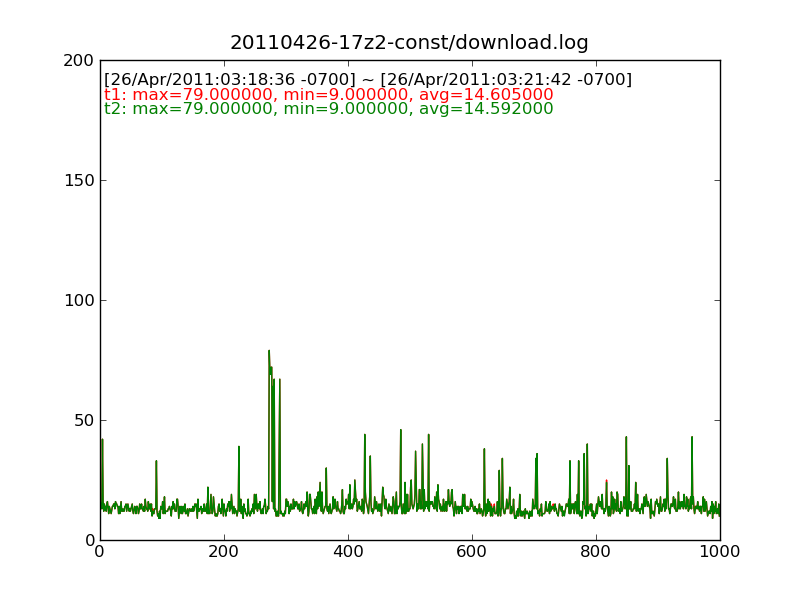 20110426-17z2-const/download.log
200
[26/Apr/2011:03:18:36 -0700] ~ [26/Apr/2011:03:21:42 -0700]
t1: max=79.000000, min=9.000000, avg=14.605000
t2: max=79.000000, min=9.000000, avg=14.592000
150
100
50
0
0 200 400 600 800 1000